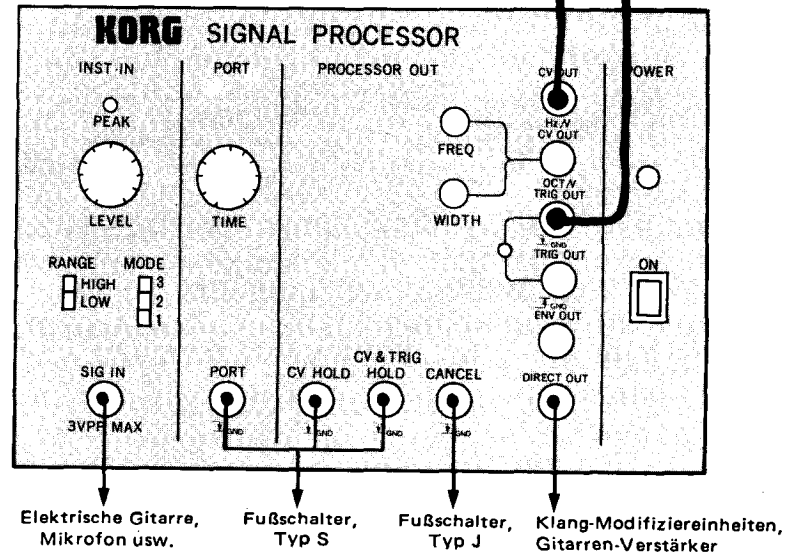 KORG SIGNAL PROCESSOR
INST-IN PORT PROCESSOR OUT CV OUT POWER
PEAK
Hz/V
CV OUT
FREQ
OCT/V
TRIG OUT
LEVEL TIME WIDTH
GND
TRIG OUT
RANGE MODE ON
HIGH 3
LOW 2
1
GND
ENV OUT
SIG IN PORT CV HOLD CV & TRIG HOLD CANCEL DIRECT OUT
3VPP MAX GND GND GND GND
Elektrische Gitarre,
Mikrofon usw.
Fußschalter,
Typ S
Fußschalter,
Typ J
Klang-Modifiziereinheiten,
Gitarren-Verstärker